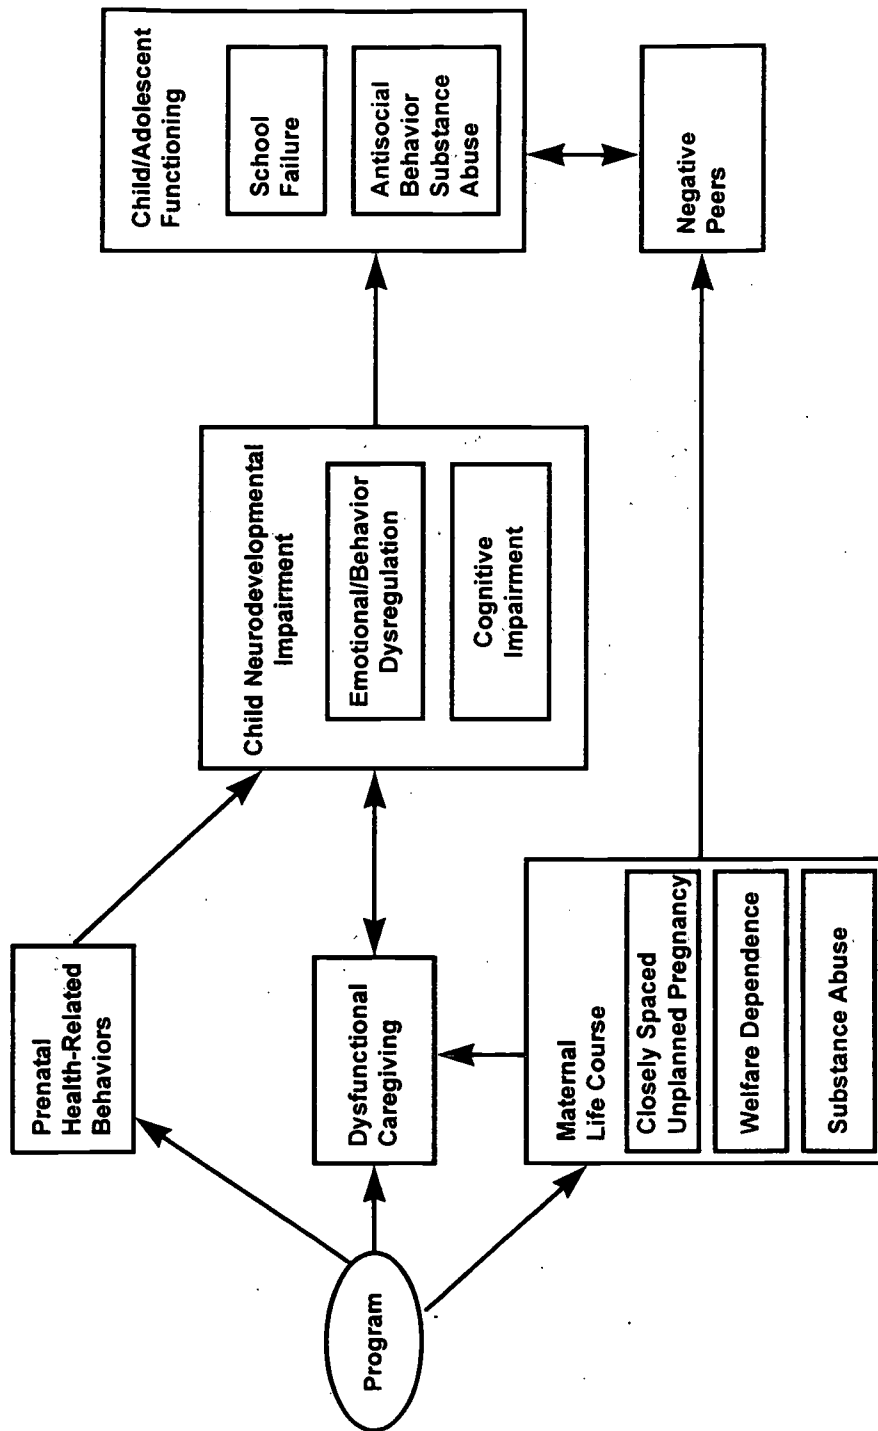 Program
Prenatal
Health-Related
Behaviors
Dysfunctional
Caregiving
Maternal
Life Course
Closely Spaced
Unplanned Pregnancy
Welfare Dependence
Substance Abuse
Child Neurodevelopmental
Impairment
Emotional/Behavior
Dysregulation
Cognitive
Impairment
Child/Adolescent
Functioning
School
Failure
Antisocial
Behavior
Substance
Abuse
Negative
Peers